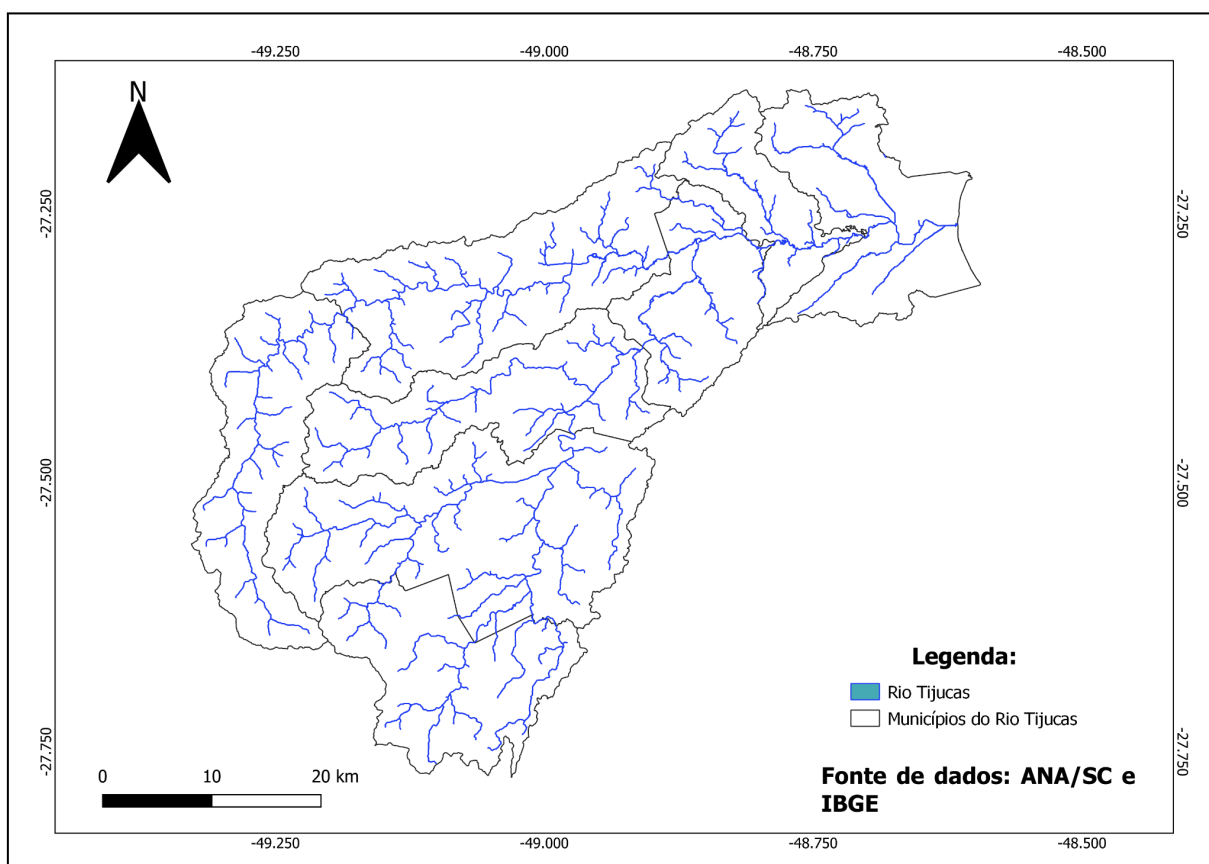 -49.250 -49.000 -48.750 -48.500
N
-27.250 -27.250
-27.500 -27.500
-27.750 -27.750
Legenda:
Rio Tijucas
Municípios do Rio Tijucas
Fonte de dados: ANA/SC e
IBGE
0 10 20 km
-49.250 -49.000 -48.750 -48.500